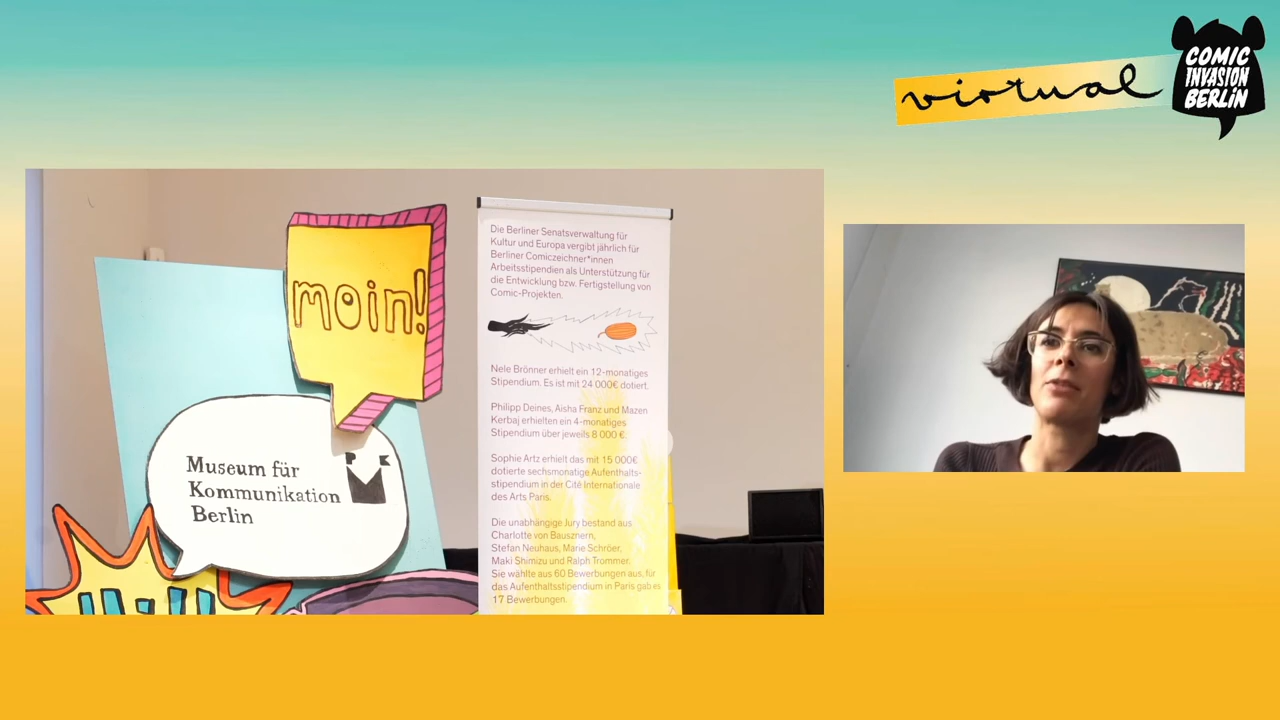 virtual
COMIC
INVASION
BERLIN
moin!
Museum für
Kommunikation
Berlin
P K
M
Die Berliner Senatsverwaltung für
Kultur und Europa vergibt jährlich für
Berliner Comiczeichner*innen
Arbeitsstipendien als Unterstützung für
die Entwicklung bzw. Fertigstellung von
Comic-Projekten.
Nele Brönner erhielt ein 12-monatiges
Stipendium. Es ist mit 24 000€ dotiert.
Philipp Deines, Aisha Franz und Mazen
Kerbaj erhielten ein 4-monatiges
Stipendium über jeweils 8 000 €.
Sophie Artz erhielt das mit 15 000€
dotierte sechsmonatige Aufenthalts-
stipendium in der Cité Internationale
des Arts Paris.
Die unabhängige Jury bestand aus
Charlotte von Bausznern,
Stefan Neuhaus, Marie Schröer,
Maki Shimizu und Ralph Trommer.
Sie wählte aus 60 Bewerbungen aus, für
das Aufenthaltsstipendium in Paris gab es
17 Bewerbungen.